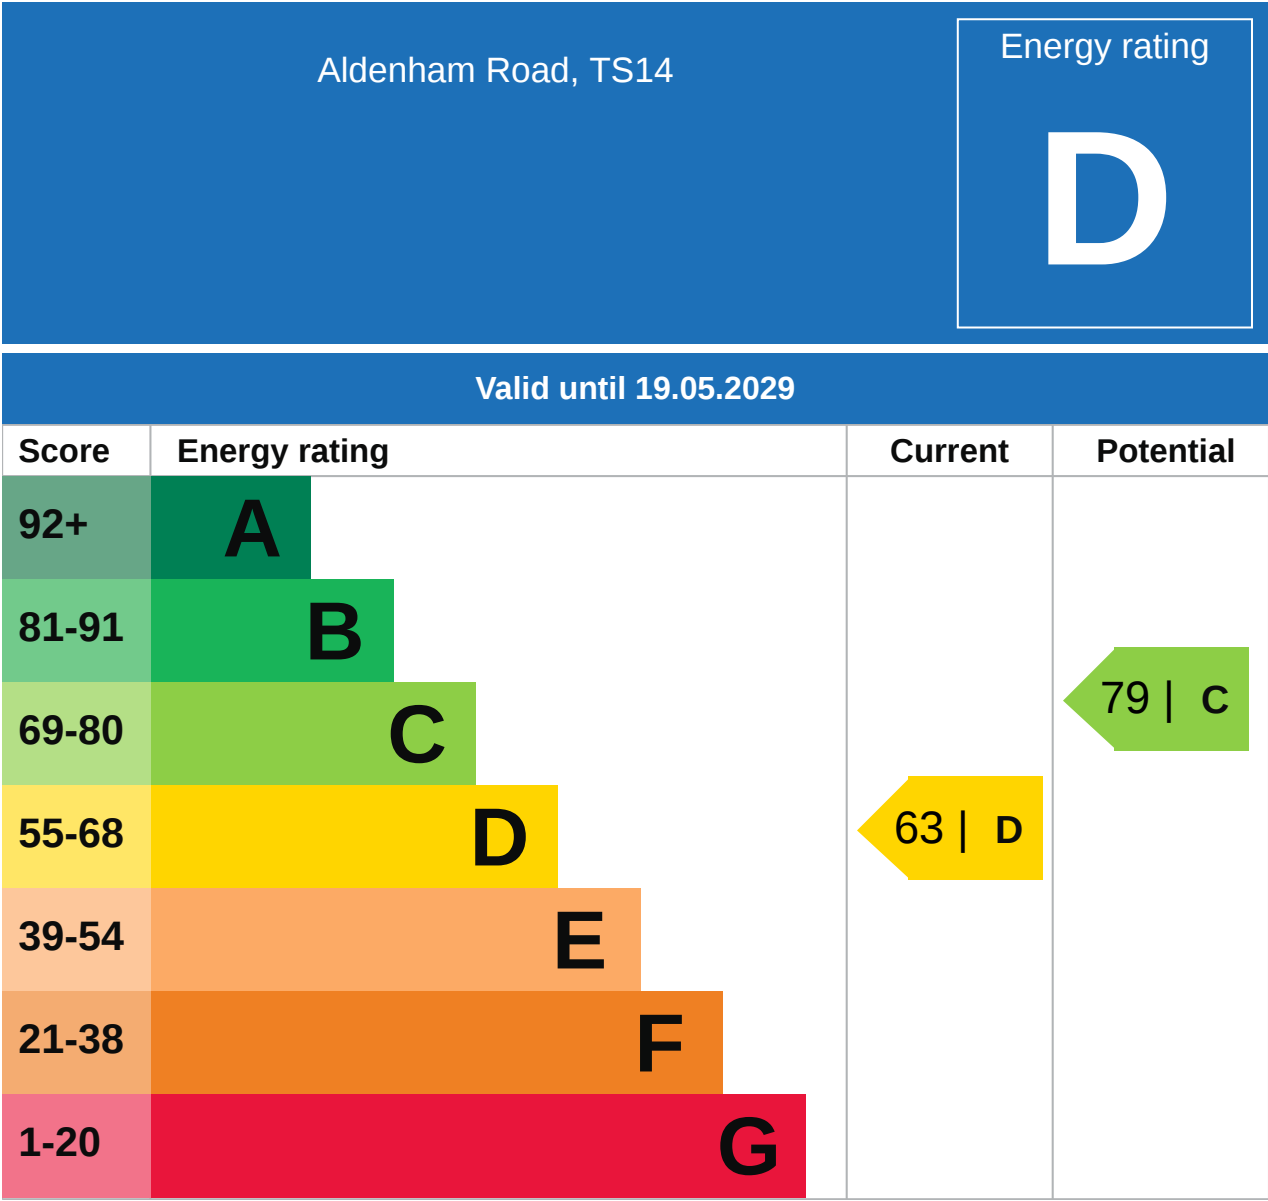 Aldenham Road, TS14
Energy rating
D
Valid until 19.05.2029
Score Energy rating Current Potential
92+ A
81-91 B
69-80 C
79 | C
55-68 D
63 | D
39-54 E
21-38 F
1-20 G